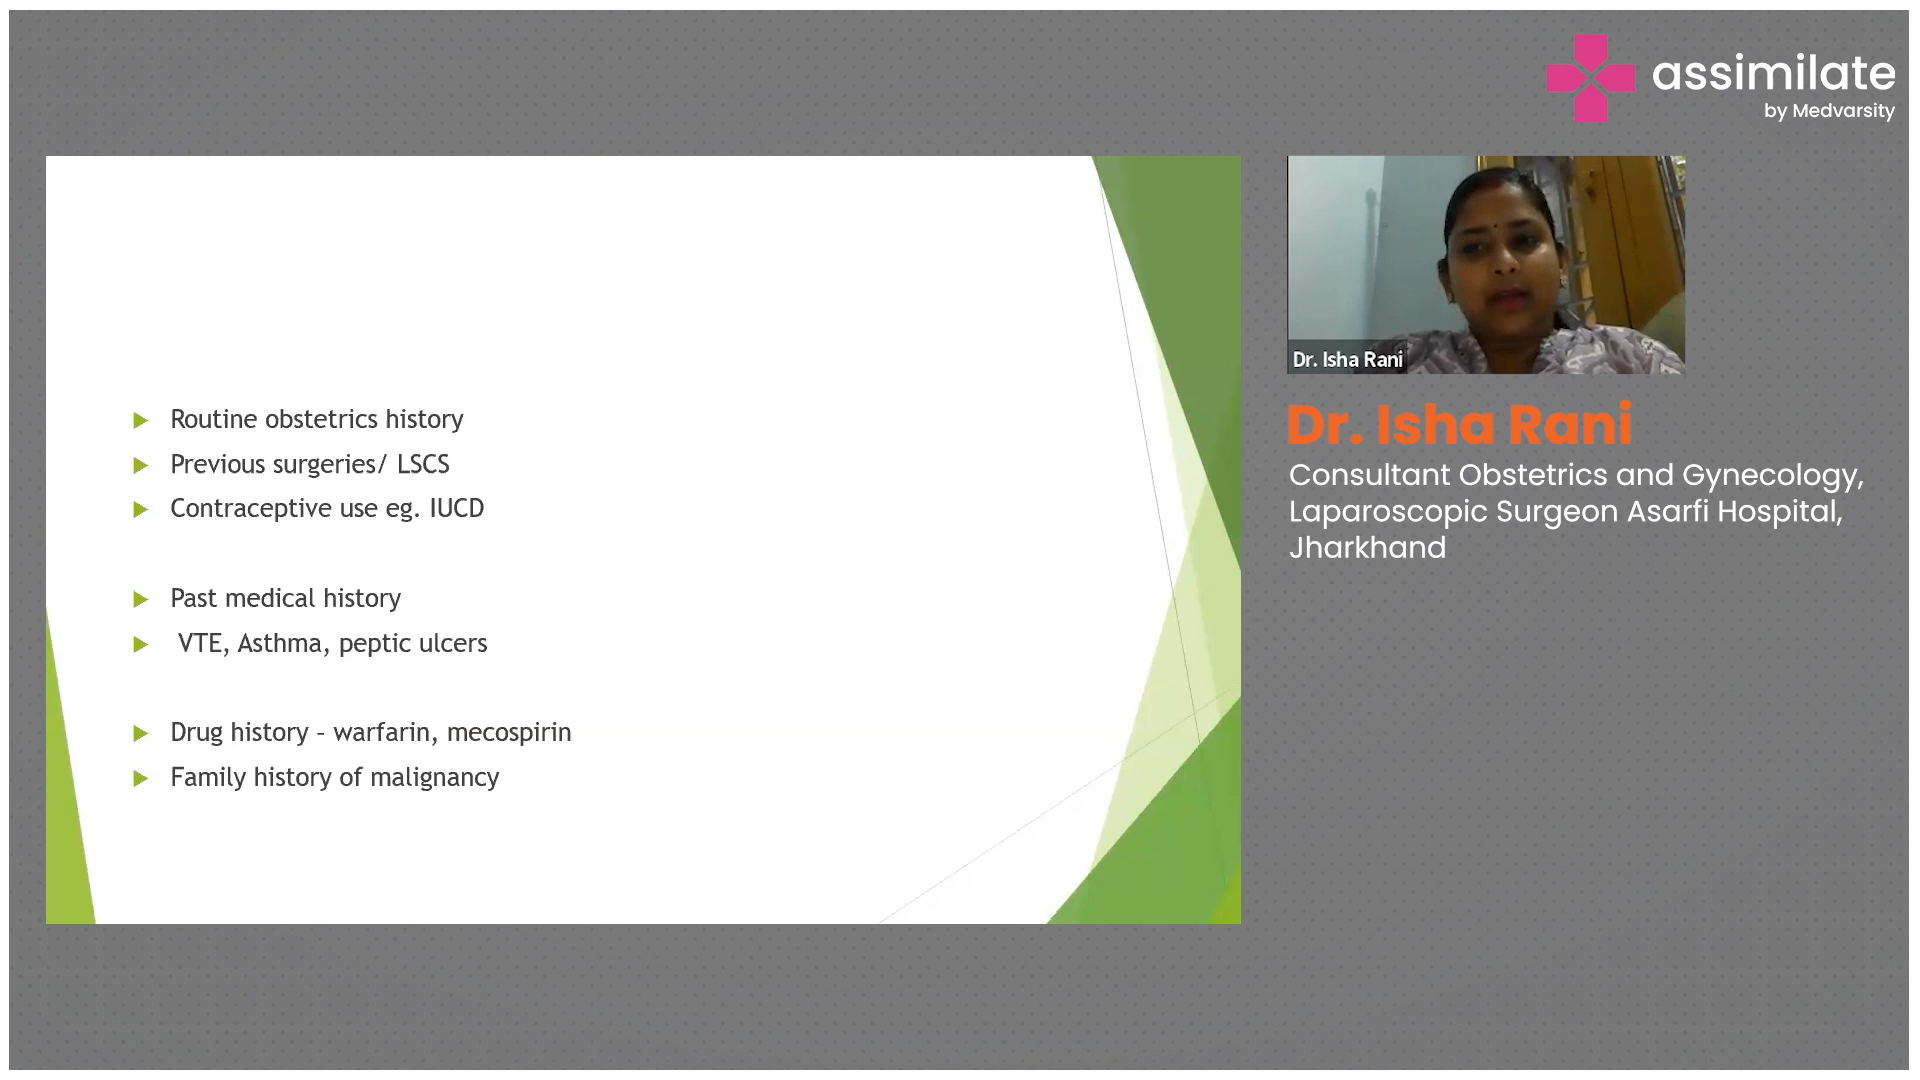 assimilate
by Medvarsity
Routine obstetrics history
Previous surgeries/ LSCS
Contraceptive use eg. IUCD
Past medical history
VTE, Asthma, peptic ulcers
Drug history – warfarin, mecospirin
Family history of malignancy
Dr. Isha Rani
Dr. Isha Rani
Consultant Obstetrics and Gynecology,
Laparoscopic Surgeon Asarfi Hospital,
Jharkhand